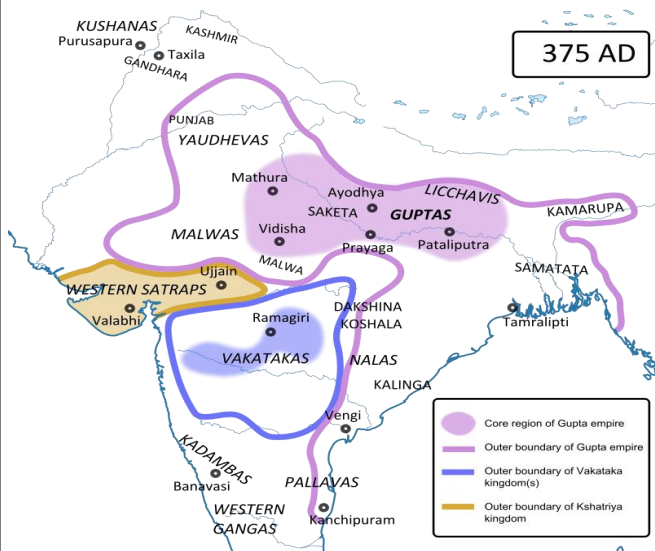 375 AD
KUSHANAS
KASHMIR
Purusapura
Taxila
GANDHARA
PUNJAB
YAUDHEVAS
Mathura
Ayodhya
LICCHAVIS
SAKETA
GUPTAS
KAMARUPA
Vidisha
MALWAS
Prayaga
Pataliputra
MALWA
Ujjain
SAMATATA
WESTERN SATRAPS
Valabhi
DAKSHINA
KOSHALA
Ramagiri
Tamralipti
VAKATAKAS
NALAS
KALINGA
Vengi
KADAMBAS
Banavasi
PALLAVAS
WESTERN
GANGAS
Kanchipuram
Core region of Gupta empire
Outer boundary of Gupta empire
Outer boundary of Vakataka
kingdom(s)
Outer boundary of Kshatriya
kingdom